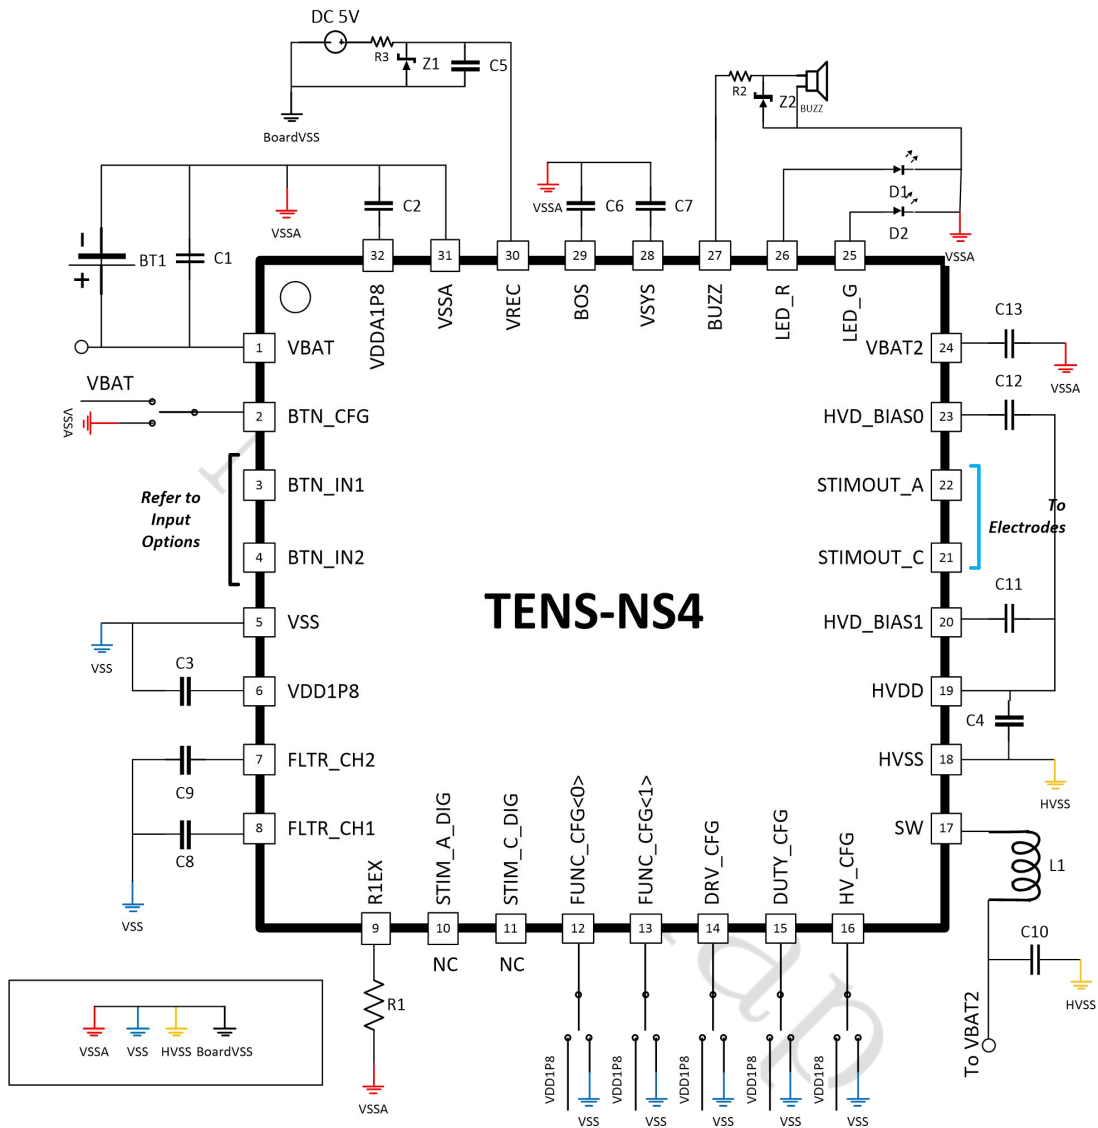 DC 5V
R3
Z1
C5
BoardVSS
R2
Z2
BUZZ
D1
D2
VSSA
BT1
C1
VSSA
C2
VSSA
C6
C7
32
31
30
29
28
27
26
25
VDDA1P8
VSSA
VREC
BOS
VSYS
BUZZ
LED_R
LED_G
1
VBAT
VBAT
VSSA
2
BTN_CFG
Refer to
Input
Options
3
BTN_IN1
4
BTN_IN2
VSS
5
VSS
C3
6
VDD1P8
C9
7
FLTR_CH2
C8
8
FLTR_CH1
VSS
TENS-NS4
VBAT2
24
C13
VSSA
HVD_BIAS0
23
C12
STIMOUT_A
22
To
Electrodes
STIMOUT_C
21
HVD_BIAS1
20
C11
HVDD
19
C4
HVSS
18
HVSS
SW
17
L1
C10
HVSS
To VBAT2
R1EX
STIM_A_DIG
STIM_C_DIG
FUNC_CFG<0>
FUNC_CFG<1>
DRV_CFG
DUTY_CFG
HV_CFG
9
10
11
12
13
14
15
16
NC
NC
R1
VSSA
VDD1P8
VSS
VDD1P8
VSS
VDD1P8
VSS
VDD1P8
VSS
VDD1P8
VSS
VSSA
VSS
HVSS
BoardVSS